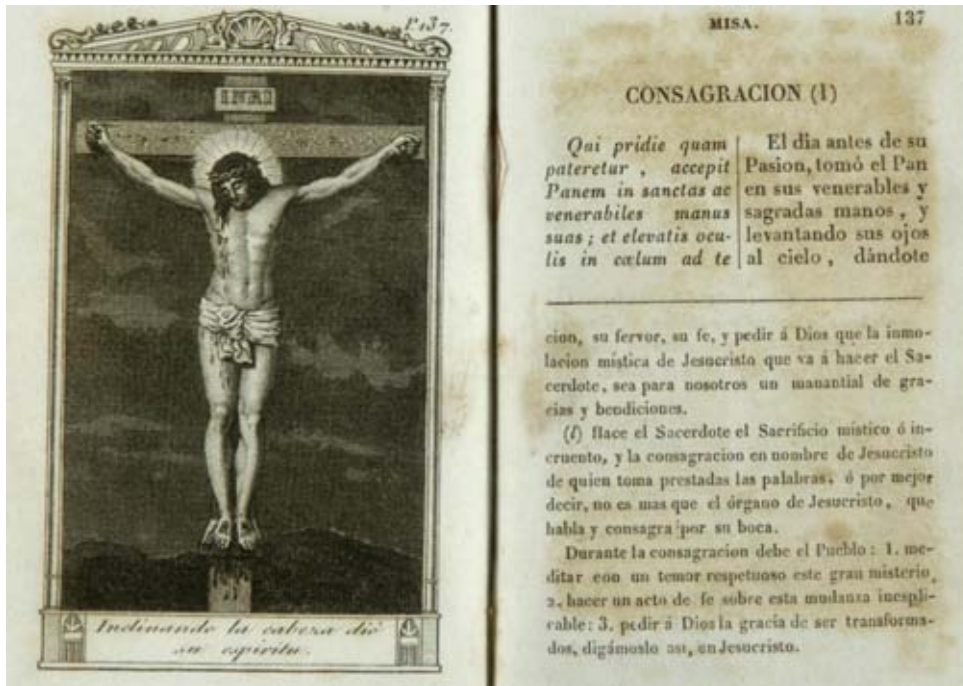 P. 137.
INRI
Inclinando la cabeza dió
su espíritu.
MISA.
137
CONSAGRACION (l)
Qui pridie quam
pateretur , accepit
Panem in sanctas ac
venerabiles manus
suas ; et elevatis ocu-
lis in cœlum ad te
El dia antes de su
Pasion, tomó el Pan
en sus venerables y
sagradas manos , y
levantando sus ojos
al cielo , dándote
cion, su fervor, su fe, y pedir á Dios que la inmo-
lacion mística de Jesucristo que va á hacer el Sa-
cerdote, sea para nosotros un manantial de gra-
cias y bendiciones.
(l) Hace el Sacerdote el Sacrificio místico ó in-
cruento, y la consagracion en nombre de Jesucristo
de quien toma prestadas las palabras, ó por mejor
decir, no es mas que el órgano de Jesucristo, que
habla y consagra por su boca.
Durante la consagracion debe el Pueblo : 1. me-
ditar con un temor respetuoso este gran misterio,
2. hacer un acto de fe sobre esta mudanza inespli-
cable: 3. pedir á Dios la gracia de ser transforma-
dos, digámoslo asi, en Jesucristo.